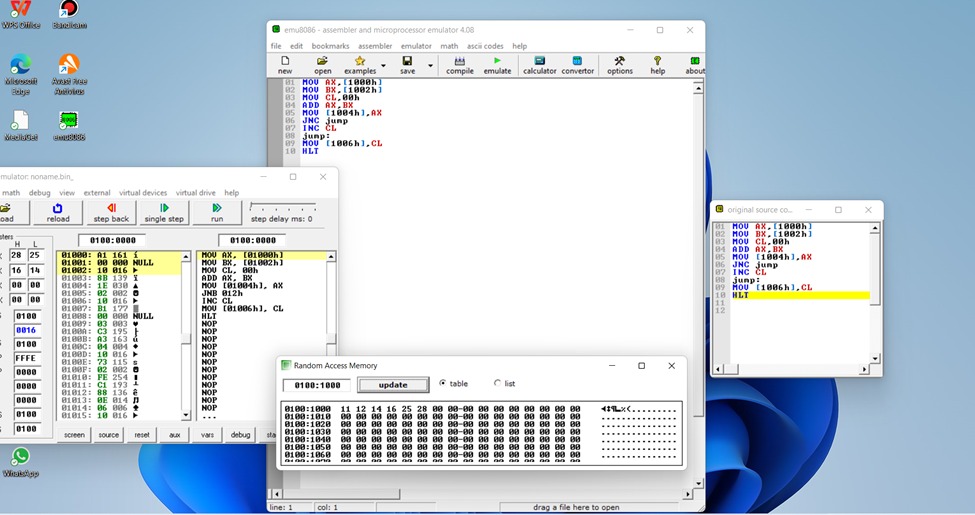 WPS Office
Bandicam
Microsoft
Edge
Avast Free
Antivirus
MediaGet
emu8086
WhatsApp
emu8086 - assembler and microprocessor emulator 4.08
file edit bookmarks assembler emulator math ascii codes help
new open examples save compile emulate calculator convertor options help about
01 MOV AX,[1000h]
02 MOV BX,[1002h]
03 MOV CL,00h
04 ADD AX,BX
05 MOV [1004h],AX
06 JNC jump
07 INC CL
08 jump:
09 MOV [1006h],CL
10 HLT
line: 1 col: 1 drag a file here to open
emulator: noname.bin_
math debug view external virtual devices virtual drive help
oad reload step back single step run step delay ms: 0
sters
H L
28 25
16 14
00 00
00 00
0100
0016
0100
FFFE
0000
0000
0000
0100
0100
0100:0000 0100:0000
01000: A1 161 í
01001: 00 000 NULL
01002: 10 016 ►
01003: 8B 139 ï
01004: 1E 030 ▲
01005: 02 002 ☻
01006: 10 016 ►
01007: B1 177 ▒
01008: 00 000 NULL
01009: 03 003 ♥
0100A: C3 195 ├
0100B: A3 163 ú
0100C: 04 004 ♦
0100D: 10 016 ►
0100E: 73 115 s
0100F: 02 002 ☻
01010: FE 254 ■
01011: C1 193 ┴
01012: 88 136 ê
01013: 0E 014 ♫
01014: 06 006 ♠
01015: 10 016 ►
MOV AX, [01000h]
MOV BX, [01002h]
MOV CL, 00h
ADD AX, BX
MOV [01004h], AX
JNB 012h
INC CL
MOV [01006h], CL
HLT
NOP
NOP
NOP
NOP
NOP
NOP
NOP
NOP
NOP
NOP
NOP
NOP
...
screen source reset aux vars debug sta
Random Access Memory
0100:1000 update table list
0100:1000 11 12 14 16 25 28 00 00-00 00 00 00 00 00 00 00
0100:1010 00 00 00 00 00 00 00 00-00 00 00 00 00 00 00 00 ................
0100:1020 00 00 00 00 00 00 00 00-00 00 00 00 00 00 00 00 ................
0100:1030 00 00 00 00 00 00 00 00-00 00 00 00 00 00 00 00 ................
0100:1040 00 00 00 00 00 00 00 00-00 00 00 00 00 00 00 00 ................
0100:1050 00 00 00 00 00 00 00 00-00 00 00 00 00 00 00 00 ................
0100:1060 00 00 00 00 00 00 00 00-00 00 00 00 00 00 00 00 ................
original source co...
01 MOV AX,[1000h]
02 MOV BX,[1002h]
03 MOV CL,00h
04 ADD AX,BX
05 MOV [1004h],AX
06 JNC jump
07 INC CL
08 jump:
09 MOV [1006h],CL
10 HLT
11
12